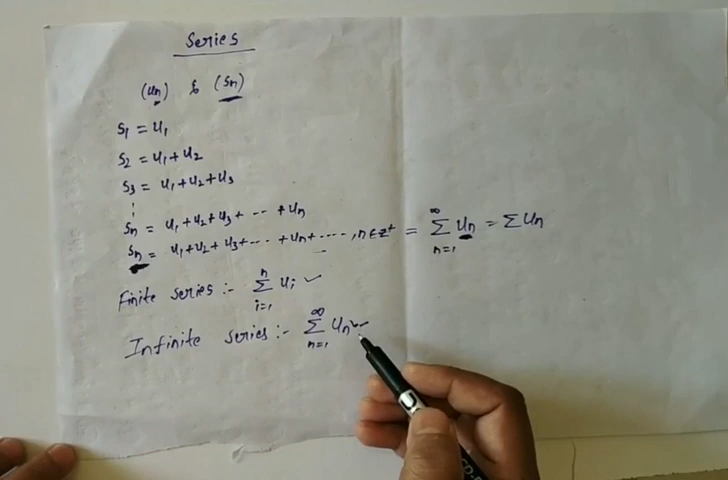 Series
(Un) & (Sn)
S1 = U1
S2 = U1 + U2
S3 = U1 + U2 + U3
⋮
Sn = U1 + U2 + U3 + ... + Un
Sn = U1 + U2 + U3 + ... + Un + ....., n ∈ Z+ = ∞ ∑ n=1 Un = ∑ Un
Finite series :- n ∑ i=1 Ui ✓
Infinite series :- ∞ ∑ n=1 Un ✓
U